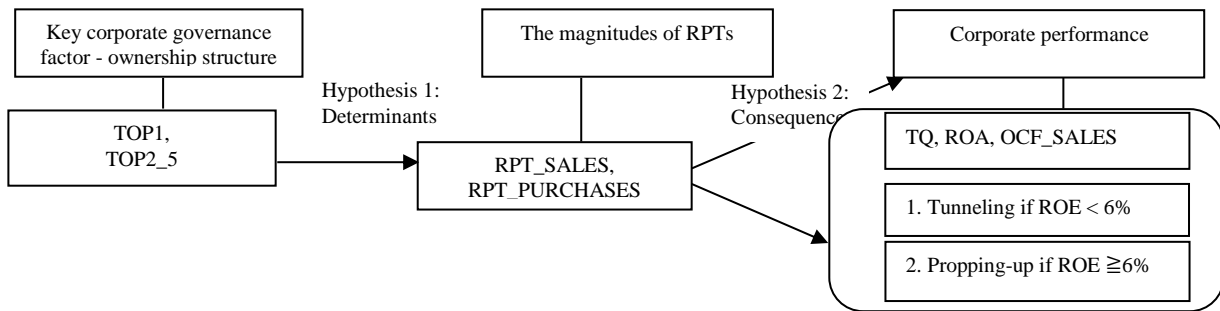 Key corporate governance
factor - ownership structure
The magnitudes of RPTs
Corporate performance
Hypothesis 1:
Determinants
Hypothesis 2:
Consequence
TOP1,
TOP2_5
RPT_SALES,
RPT_PURCHASES
TQ, ROA, OCF_SALES
1. Tunneling if ROE < 6%
2. Propping-up if ROE ≧6%